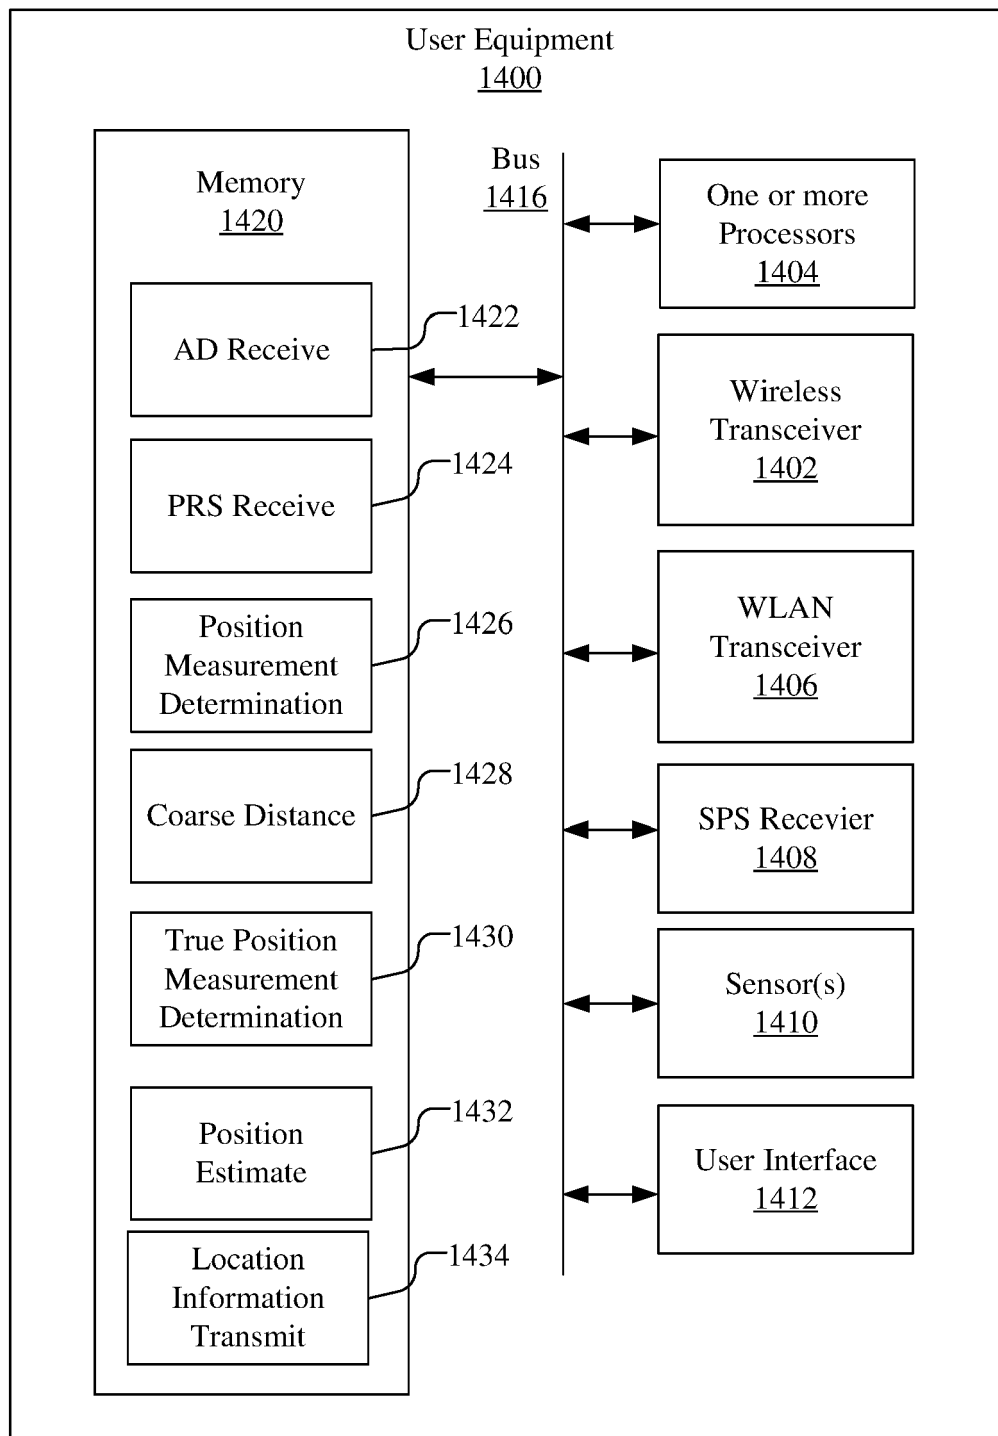 User Equipment
1400
Memory
1420
AD Receive
1422
PRS Receive
1424
Position
Measurement
Determination
1426
Coarse Distance
1428
True Position
Measurement
Determination
1430
Position
Estimate
1432
Location
Information
Transmit
1434
Bus
1416
One or more
Processors
1404
Wireless
Transceiver
1402
WLAN
Transceiver
1406
SPS Recevier
1408
Sensor(s)
1410
User Interface
1412